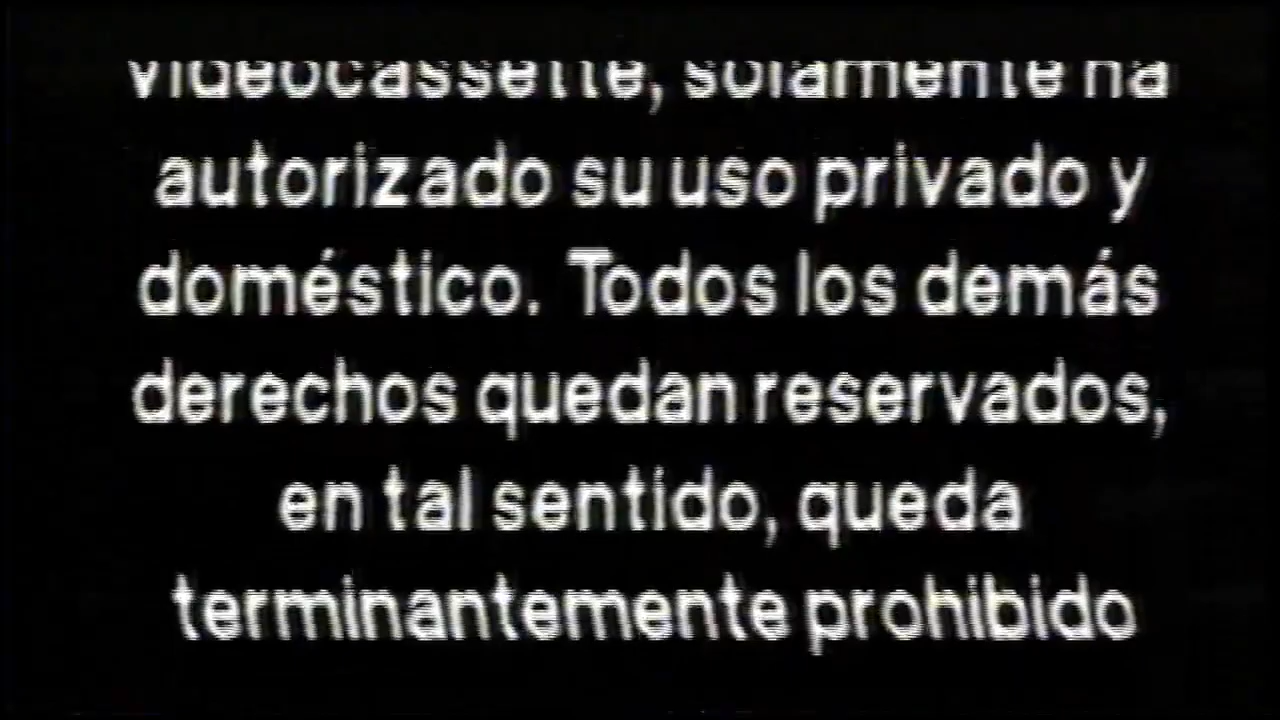 videocassette, solamente ha
autorizado su uso privado y
doméstico. Todos los demás
derechos quedan reservados,
en tal sentido, queda
terminantemente prohibido